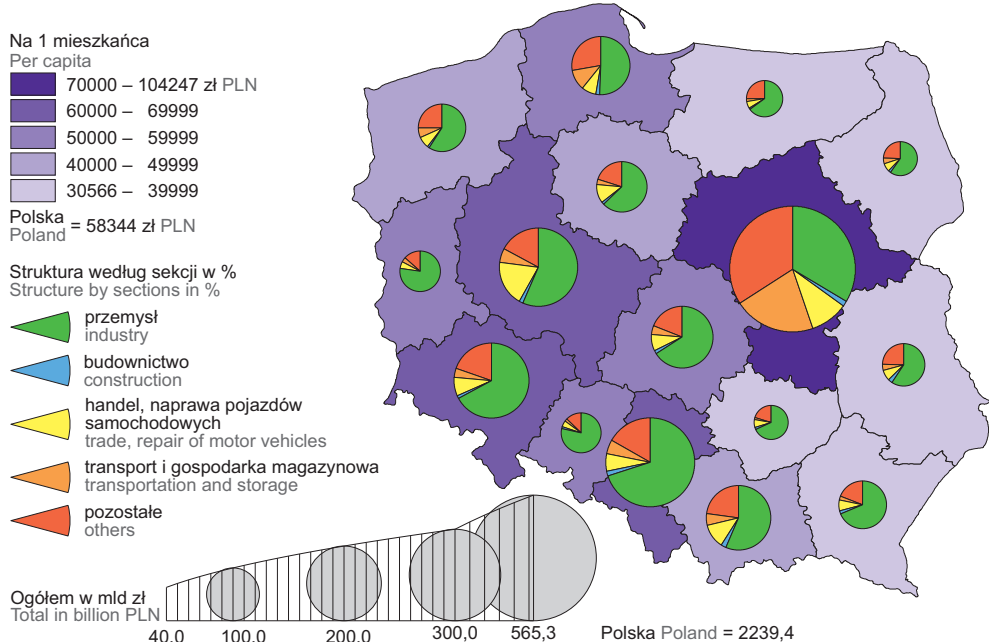 Na 1 mieszkańca
Per capita
70000 – 104247 zł PLN
60000 – 69999
50000 – 59999
40000 – 49999
30566 – 39999
Polska
Poland = 58344 zł PLN
Struktura według sekcji w %
Structure by sections in %
przemysł
industry
budownictwo
construction
handel, naprawa pojazdów
samochodowych
trade, repair of motor vehicles
transport i gospodarka magazynowa
transportation and storage
pozostałe
others
Ogółem w mld zł
Total in billion PLN
40,0 100,0 200,0 300,0 565,3
Polska Poland = 2239,4